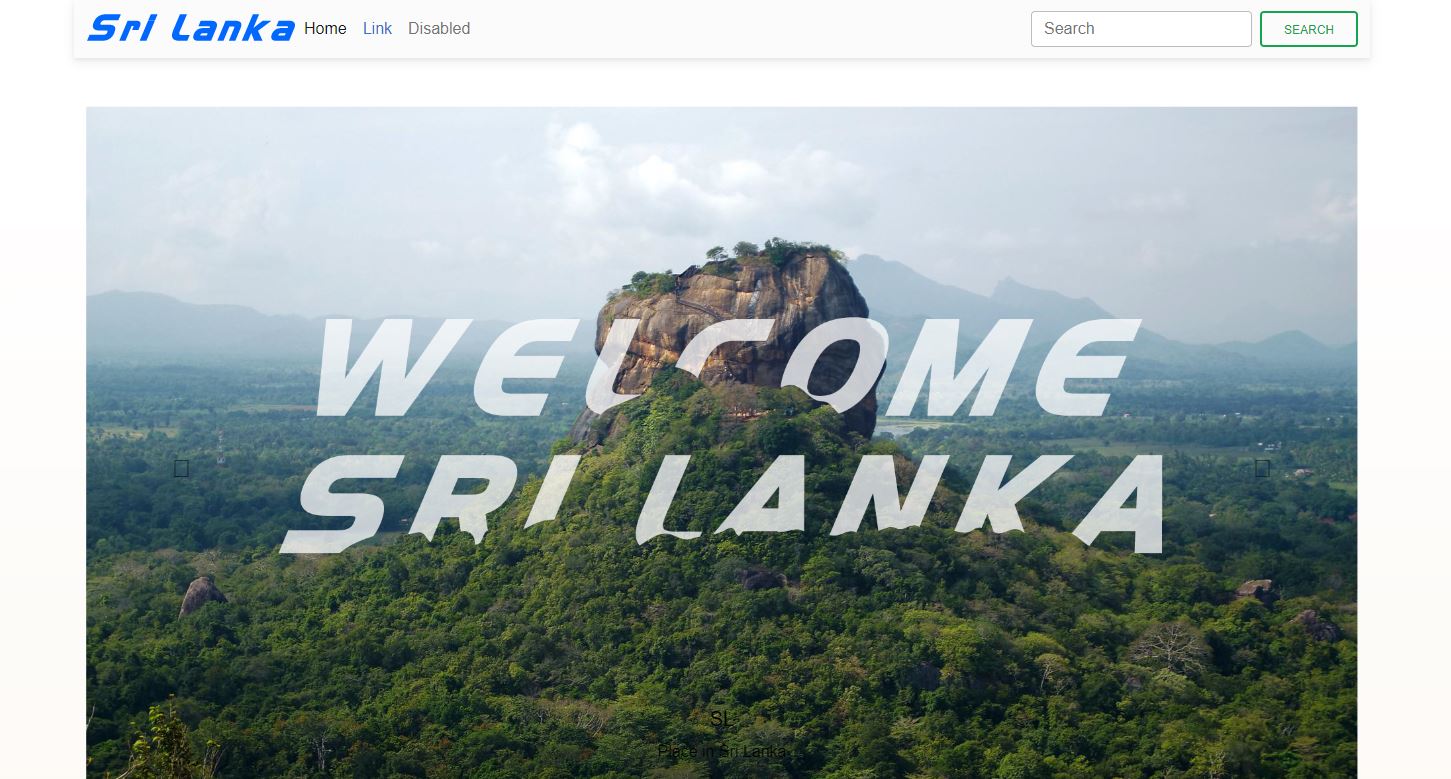 Sri Lanka Home Link Disabled Search SEARCH
WELCOME
SRI LANKA
SL
Place in Sri Lanka